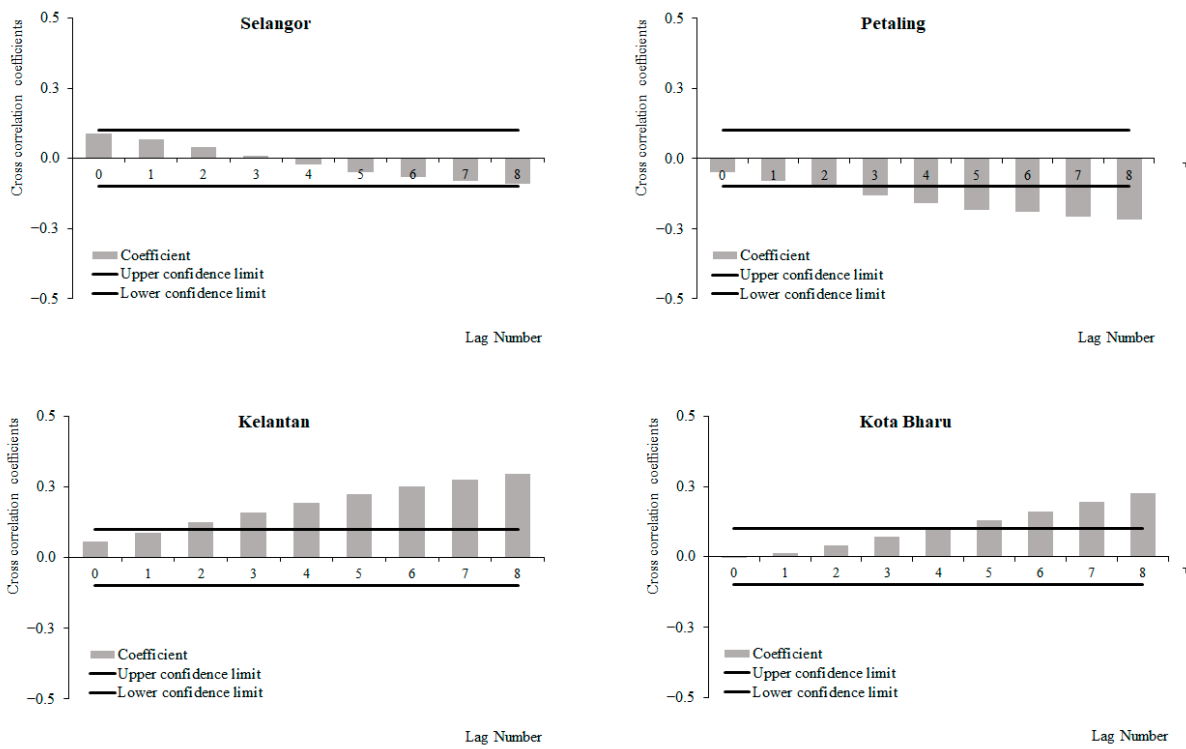 Selangor
Cross correlation coefficients
0.5
0.3
0.0
−0.3
−0.5
0 1 2 3 4 5 6 7 8
Coefficient
Upper confidence limit
Lower confidence limit
Lag Number
Petaling
Cross correlation coefficients
0.5
0.3
0.0
−0.3
−0.5
0 1 2 3 4 5 6 7 8
Coefficient
Upper confidence limit
Lower confidence limit
Lag Number
Kelantan
Cross correlation coefficients
0.5
0.3
0.0
−0.3
−0.5
0 1 2 3 4 5 6 7 8
Coefficient
Upper confidence limit
Lower confidence limit
Lag Number
Kota Bharu
Cross correlation coefficients
0.5
0.3
0.0
−0.3
−0.5
0 1 2 3 4 5 6 7 8
Coefficient
Upper confidence limit
Lower confidence limit
Lag Number